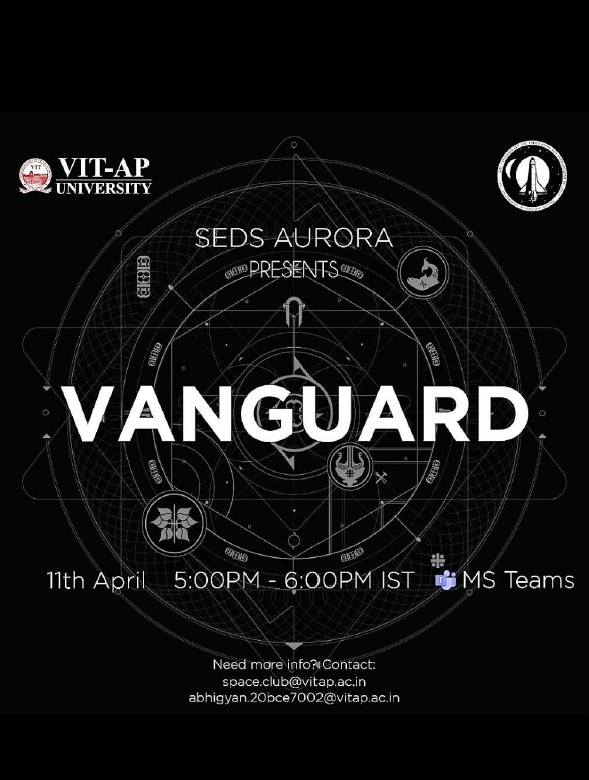 VIT-AP
UNIVERSITY
SEDS AURORA
PRESENTS
VANGUARD
11th April 5:00PM - 6:00PM IST MS Teams
Need more info? Contact:
space.club@vitap.ac.in
abhigyan.20bce7002@vitap.ac.in